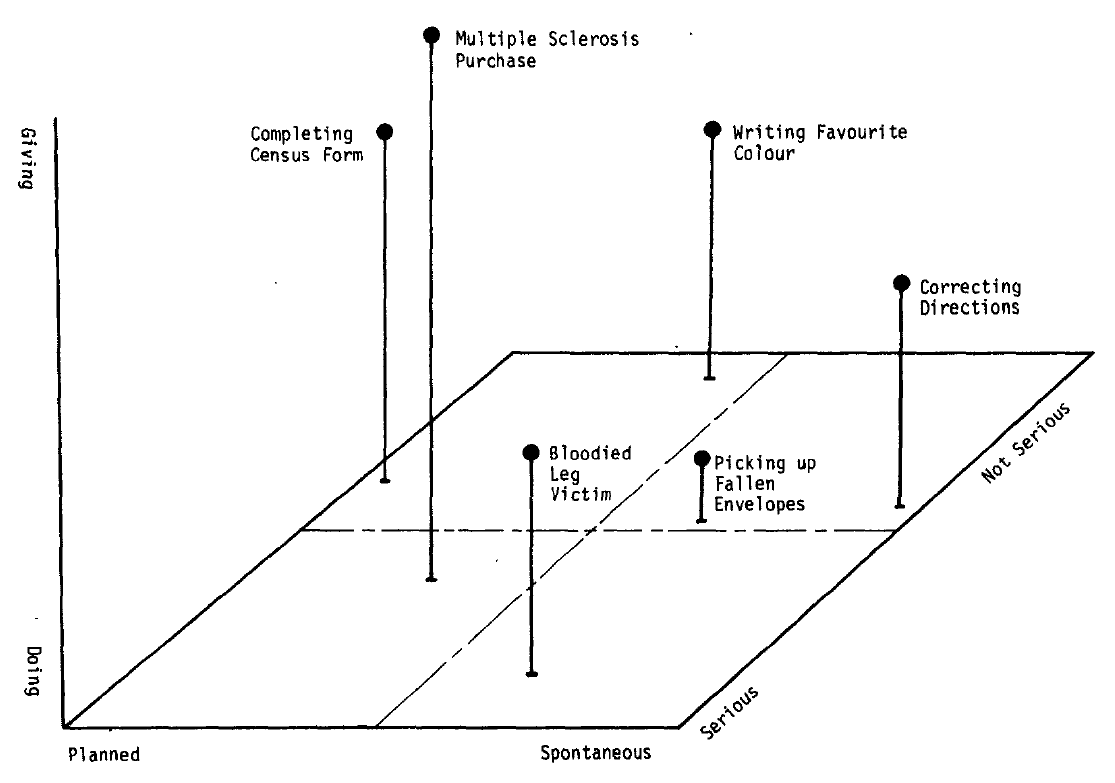 Multiple Sclerosis
Purchase
Completing
Census Form
Writing Favourite
Colour
Giving
Correcting
Directions
Bloodied
Leg
Victim
Picking up
Fallen
Envelopes
Not Serious
Doing
Serious
Planned
Spontaneous